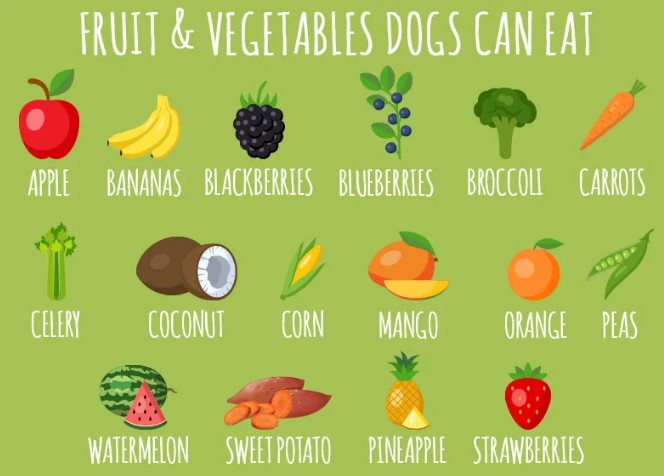 FRUIT & VEGETABLES DOGS CAN EAT
APPLE BANANAS BLACKBERRIES BLUEBERRIES BROCCOLI CARROTS
CELERY COCONUT CORN MANGO ORANGE PEAS
WATERMELON SWEET POTATO PINEAPPLE STRAWBERRIES